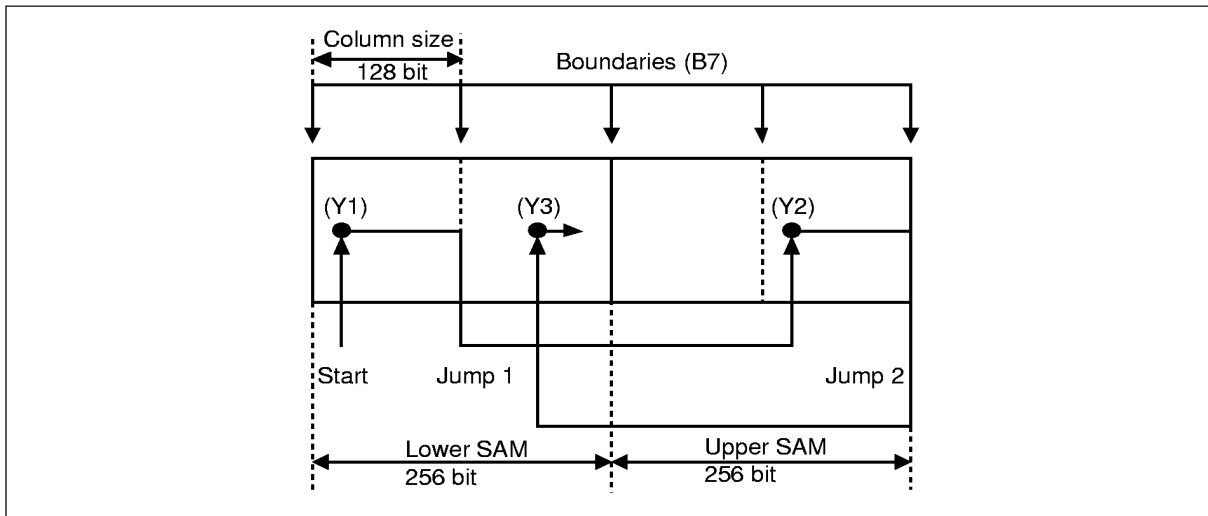 Column size
128 bit
Boundaries (B7)
(Y1)
(Y3)
(Y2)
Start
Jump 1
Jump 2
Lower SAM
256 bit
Upper SAM
256 bit